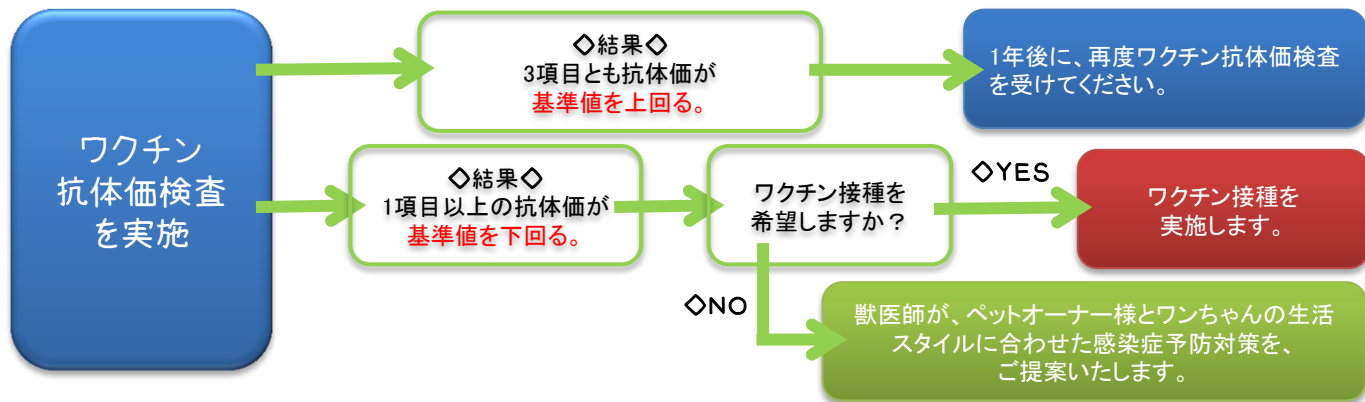 ワクチン
抗体価検査
を実施
◇結果◇
3項目とも抗体価が
基準値を上回る。
1年後に、再度ワクチン抗体価検査
を受けてください。
◇結果◇
1項目以上の抗体価が
基準値を下回る。
ワクチン接種を
希望しますか？
◇YES
ワクチン接種を
実施します。
◇NO
獣医師が、ペットオーナー様とワンちゃんの生活
スタイルに合わせた感染症予防対策を、
ご提案いたします。